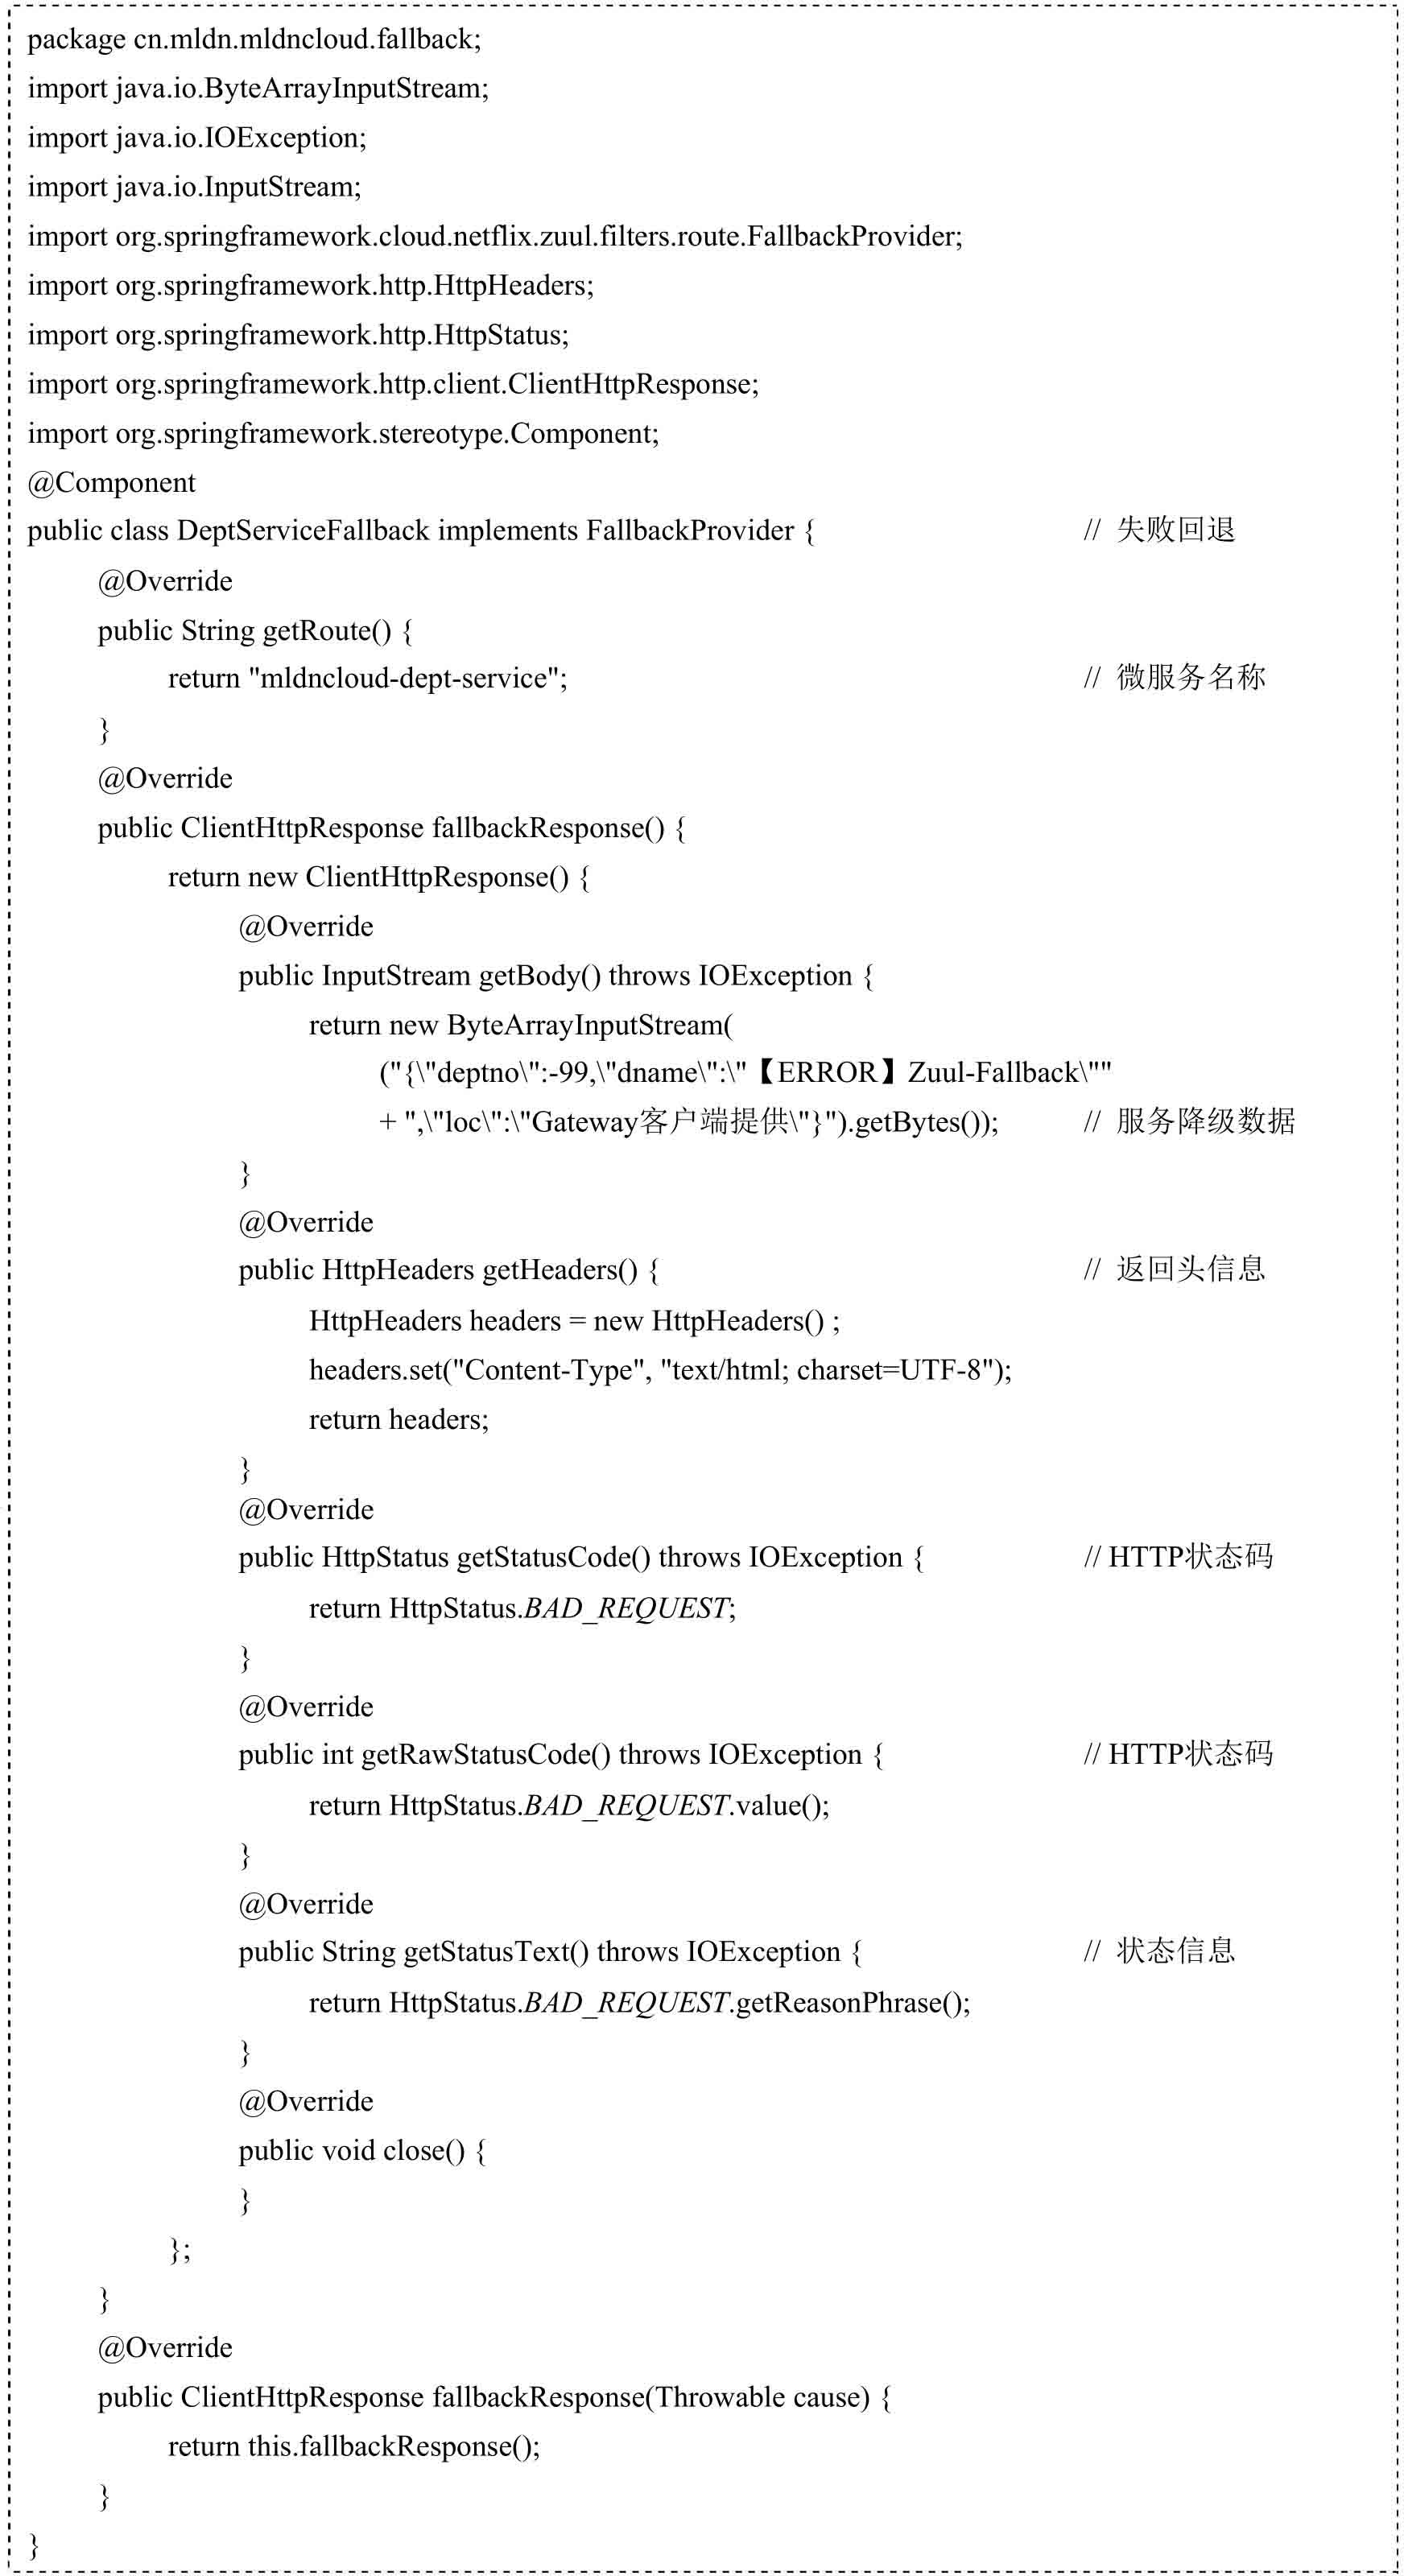 package cn.mldn.mldncloud.fallback;
import java.io.ByteArrayInputStream;
import java.io.IOException;
import java.io.InputStream;
import org.springframework.cloud.netflix.zuul.filters.route.FallbackProvider;
import org.springframework.http.HttpHeaders;
import org.springframework.http.HttpStatus;
import org.springframework.http.client.ClientHttpResponse;
import org.springframework.stereotype.Component;
@Component
public class DeptServiceFallback implements FallbackProvider { // 失败回退
@Override
public String getRoute() {
return "mldncloud-dept-service"; // 微服务名称
}
@Override
public ClientHttpResponse fallbackResponse() {
return new ClientHttpResponse() {
@Override
public InputStream getBody() throws IOException {
return new ByteArrayInputStream(
("{\"deptno\":-99,\"dname\":\"【ERROR】Zuul-Fallback\""
+ ",\"loc\":\"Gateway客户端提供\"}").getBytes()); // 服务降级数据
}
@Override
public HttpHeaders getHeaders() { // 返回头信息
HttpHeaders headers = new HttpHeaders() ;
headers.set("Content-Type", "text/html; charset=UTF-8");
return headers;
}
@Override
public HttpStatus getStatusCode() throws IOException { // HTTP状态码
return HttpStatus.BAD_REQUEST;
}
@Override
public int getRawStatusCode() throws IOException { // HTTP状态码
return HttpStatus.BAD_REQUEST.value();
}
@Override
public String getStatusText() throws IOException { // 状态信息
return HttpStatus.BAD_REQUEST.getReasonPhrase();
}
@Override
public void close() {
}
};
}
@Override
public ClientHttpResponse fallbackResponse(Throwable cause) {
return this.fallbackResponse();
}
}